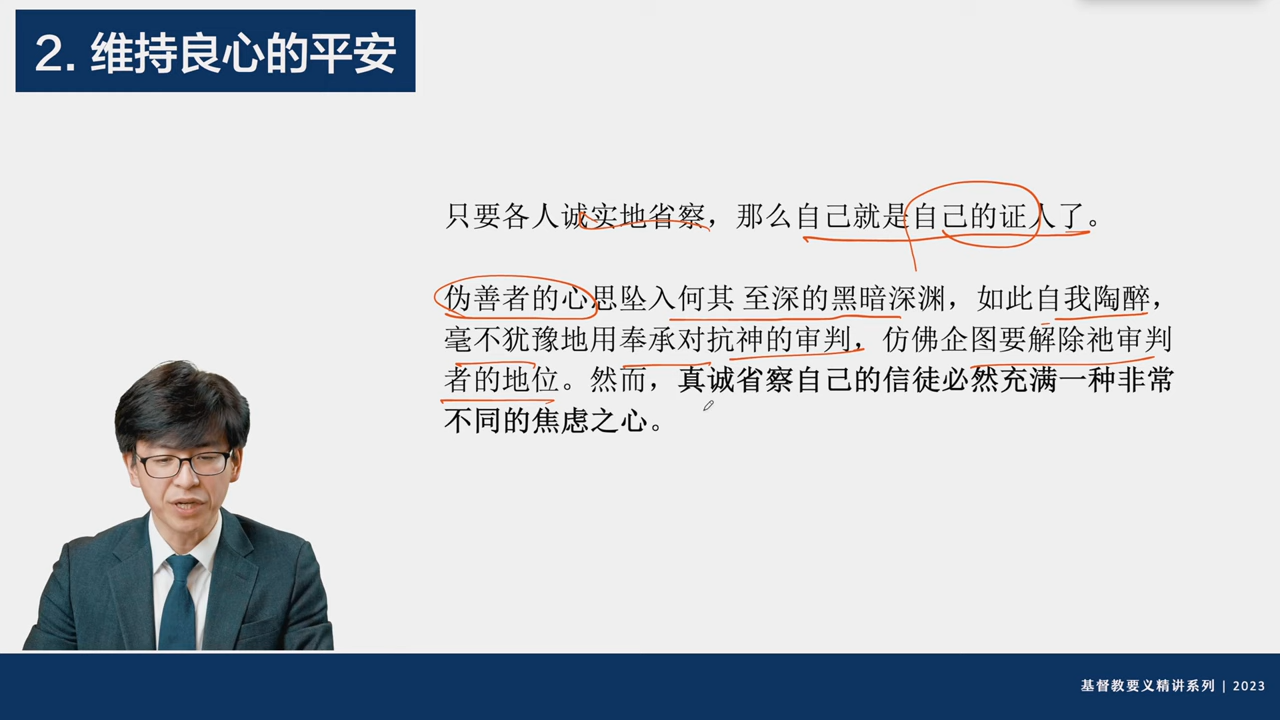 2. 维持良心的平安
只要各人诚实地省察，那么自己就是自己的证人了。
伪善者的心思坠入何其 至深的黑暗深渊，如此自我陶醉，
毫不犹豫地用奉承对抗神的审判，仿佛企图要解除祂审判
者的地位。然而，真诚省察自己的信徒必然充满一种非常
不同的焦虑之心。
基督教要义精讲系列 | 2023